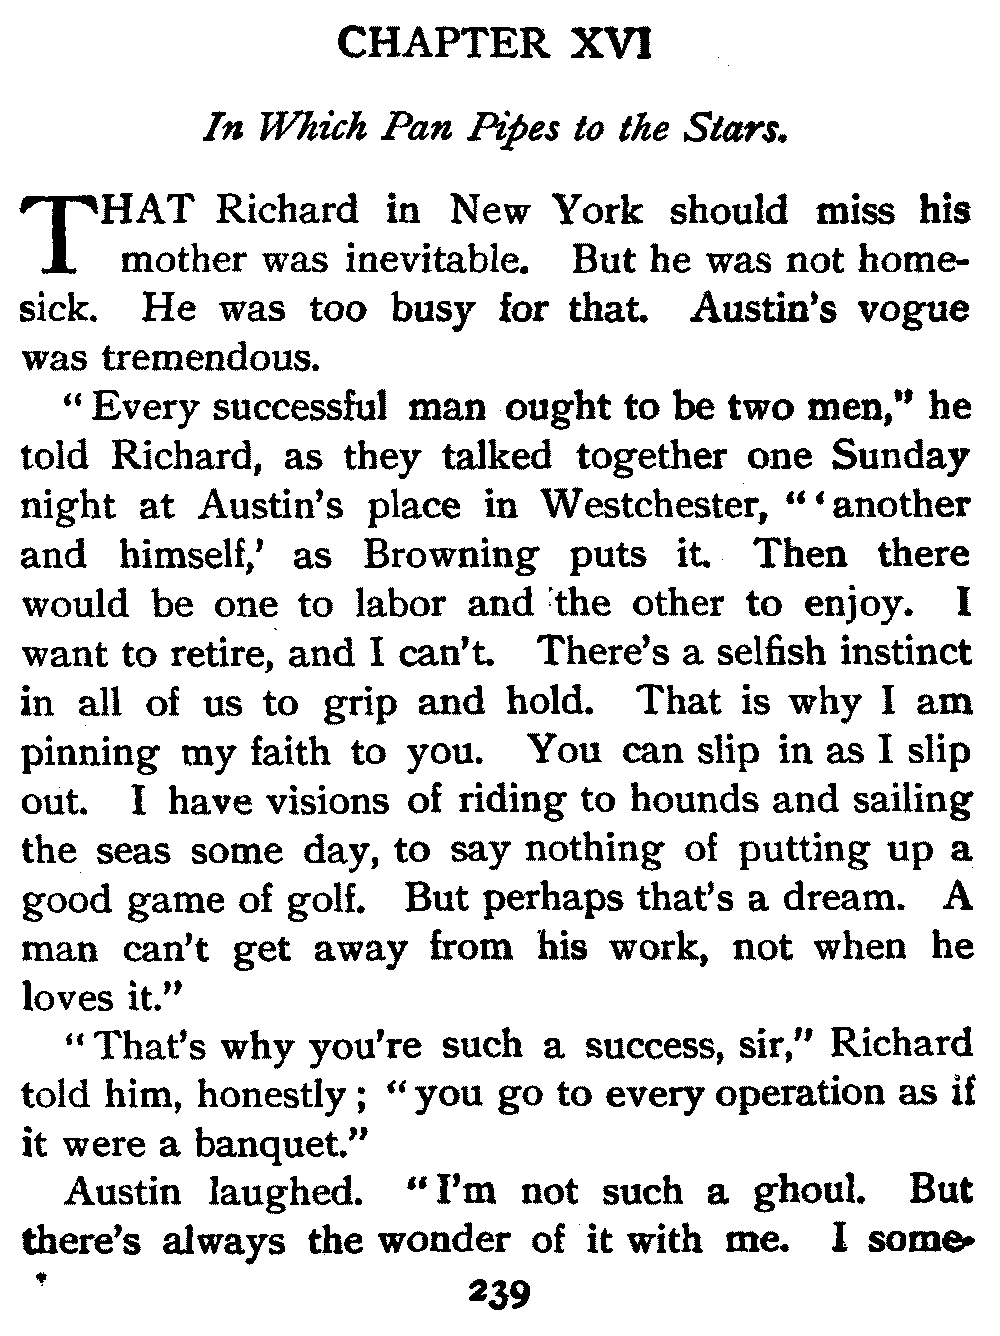 CHAPTER XVI
In Which Pan Pipes to the Stars.
THAT Richard in New York should miss his
mother was inevitable. But he was not home-
sick. He was too busy for that. Austin's vogue
was tremendous.
"Every successful man ought to be two men," he
told Richard, as they talked together one Sunday
night at Austin's place in Westchester, "'another
and himself,' as Browning puts it. Then there
would be one to labor and the other to enjoy. I
want to retire, and I can't. There's a selfish instinct
in all of us to grip and hold. That is why I am
pinning my faith to you. You can slip in as I slip
out. I have visions of riding to hounds and sailing
the seas some day, to say nothing of putting up a
good game of golf. But perhaps that's a dream. A
man can't get away from his work, not when he
loves it."
"That's why you're such a success, sir," Richard
told him, honestly; "you go to every operation as if
it were a banquet."
Austin laughed. "I'm not such a ghoul. But
there's always the wonder of it with me. I some-
239